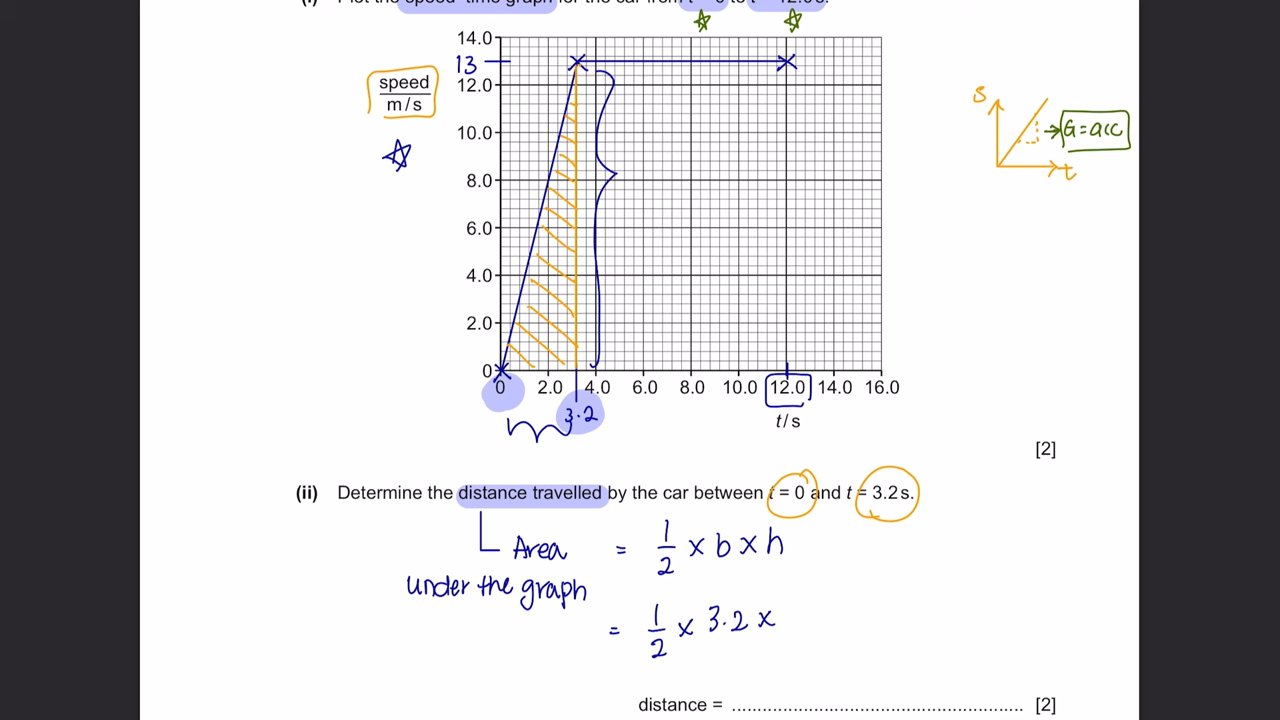 14.0
13
12.0
speed
m / s
10.0
8.0
6.0
4.0
2.0
0
0 2.0 4.0 6.0 8.0 10.0 12.0 14.0 16.0
3.2
t / s
S
G = acc
t
[2]
(ii) Determine the distance travelled by the car between t = 0 and t = 3.2 s.
Area = 1/2 × b × h
under the graph
= 1/2 × 3.2 ×
distance = ........................................................ [2]